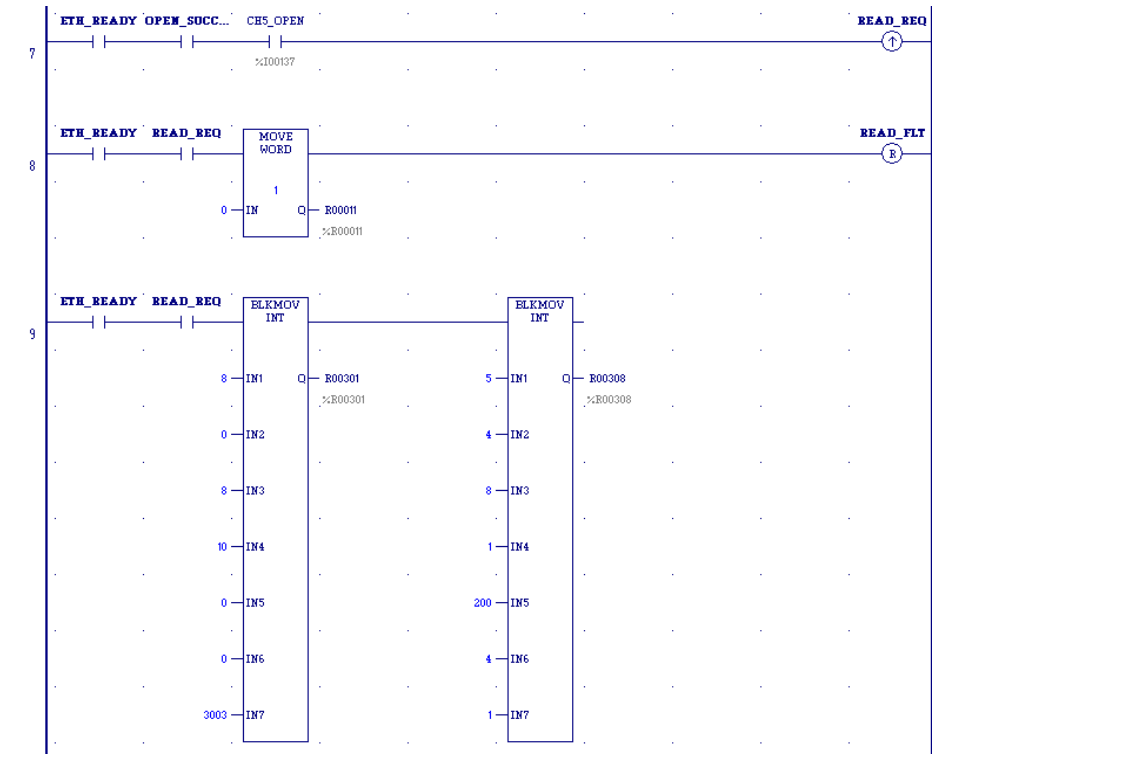 ETH_READY OPEN_SUCC... CH5_OPEN READ_REQ
7
%I00137
ETH_READY READ_REQ MOVE READ_FLT
WORD
8 R
1
0 IN Q R00011
%R00011
ETH_READY READ_REQ BLKMOV BLKMOV
INT INT
9
8 IN1 Q R00301 5 IN1 Q R00308
%R00301 %R00308
0 IN2 4 IN2
8 IN3 8 IN3
10 IN4 1 IN4
0 IN5 200 IN5
0 IN6 4 IN6
3003 IN7 1 IN7